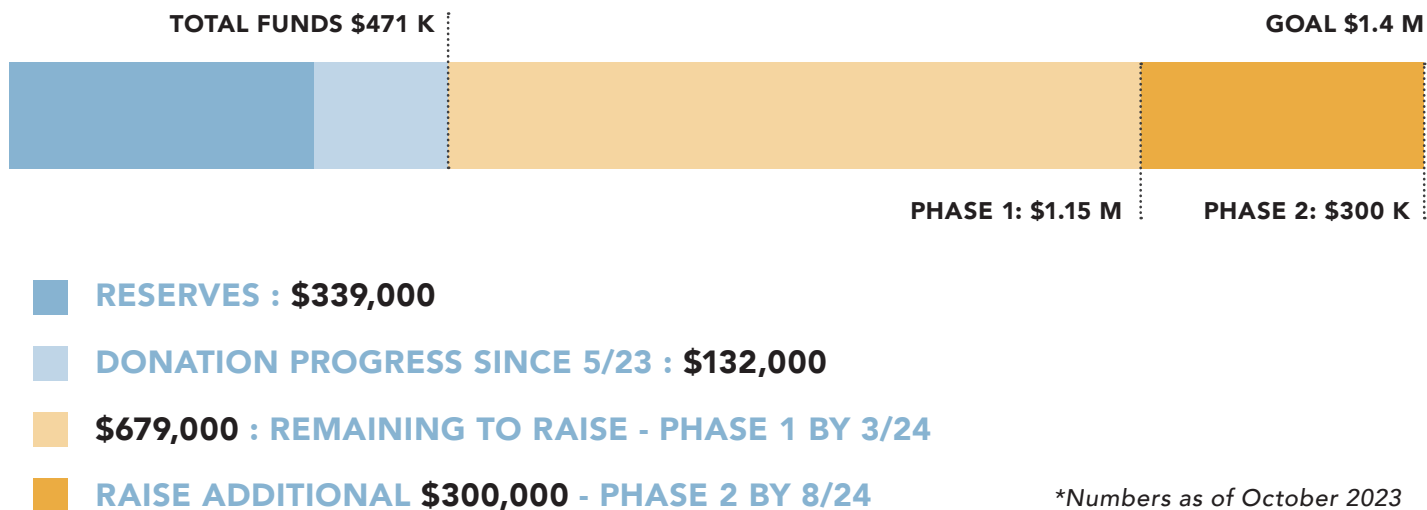 TOTAL FUNDS $471 K
GOAL $1.4 M
PHASE 1: $1.15 M
PHASE 2: $300 K
RESERVES : $339,000
DONATION PROGRESS SINCE 5/23 : $132,000
$679,000 : REMAINING TO RAISE - PHASE 1 BY 3/24
RAISE ADDITIONAL $300,000 - PHASE 2 BY 8/24
*Numbers as of October 2023